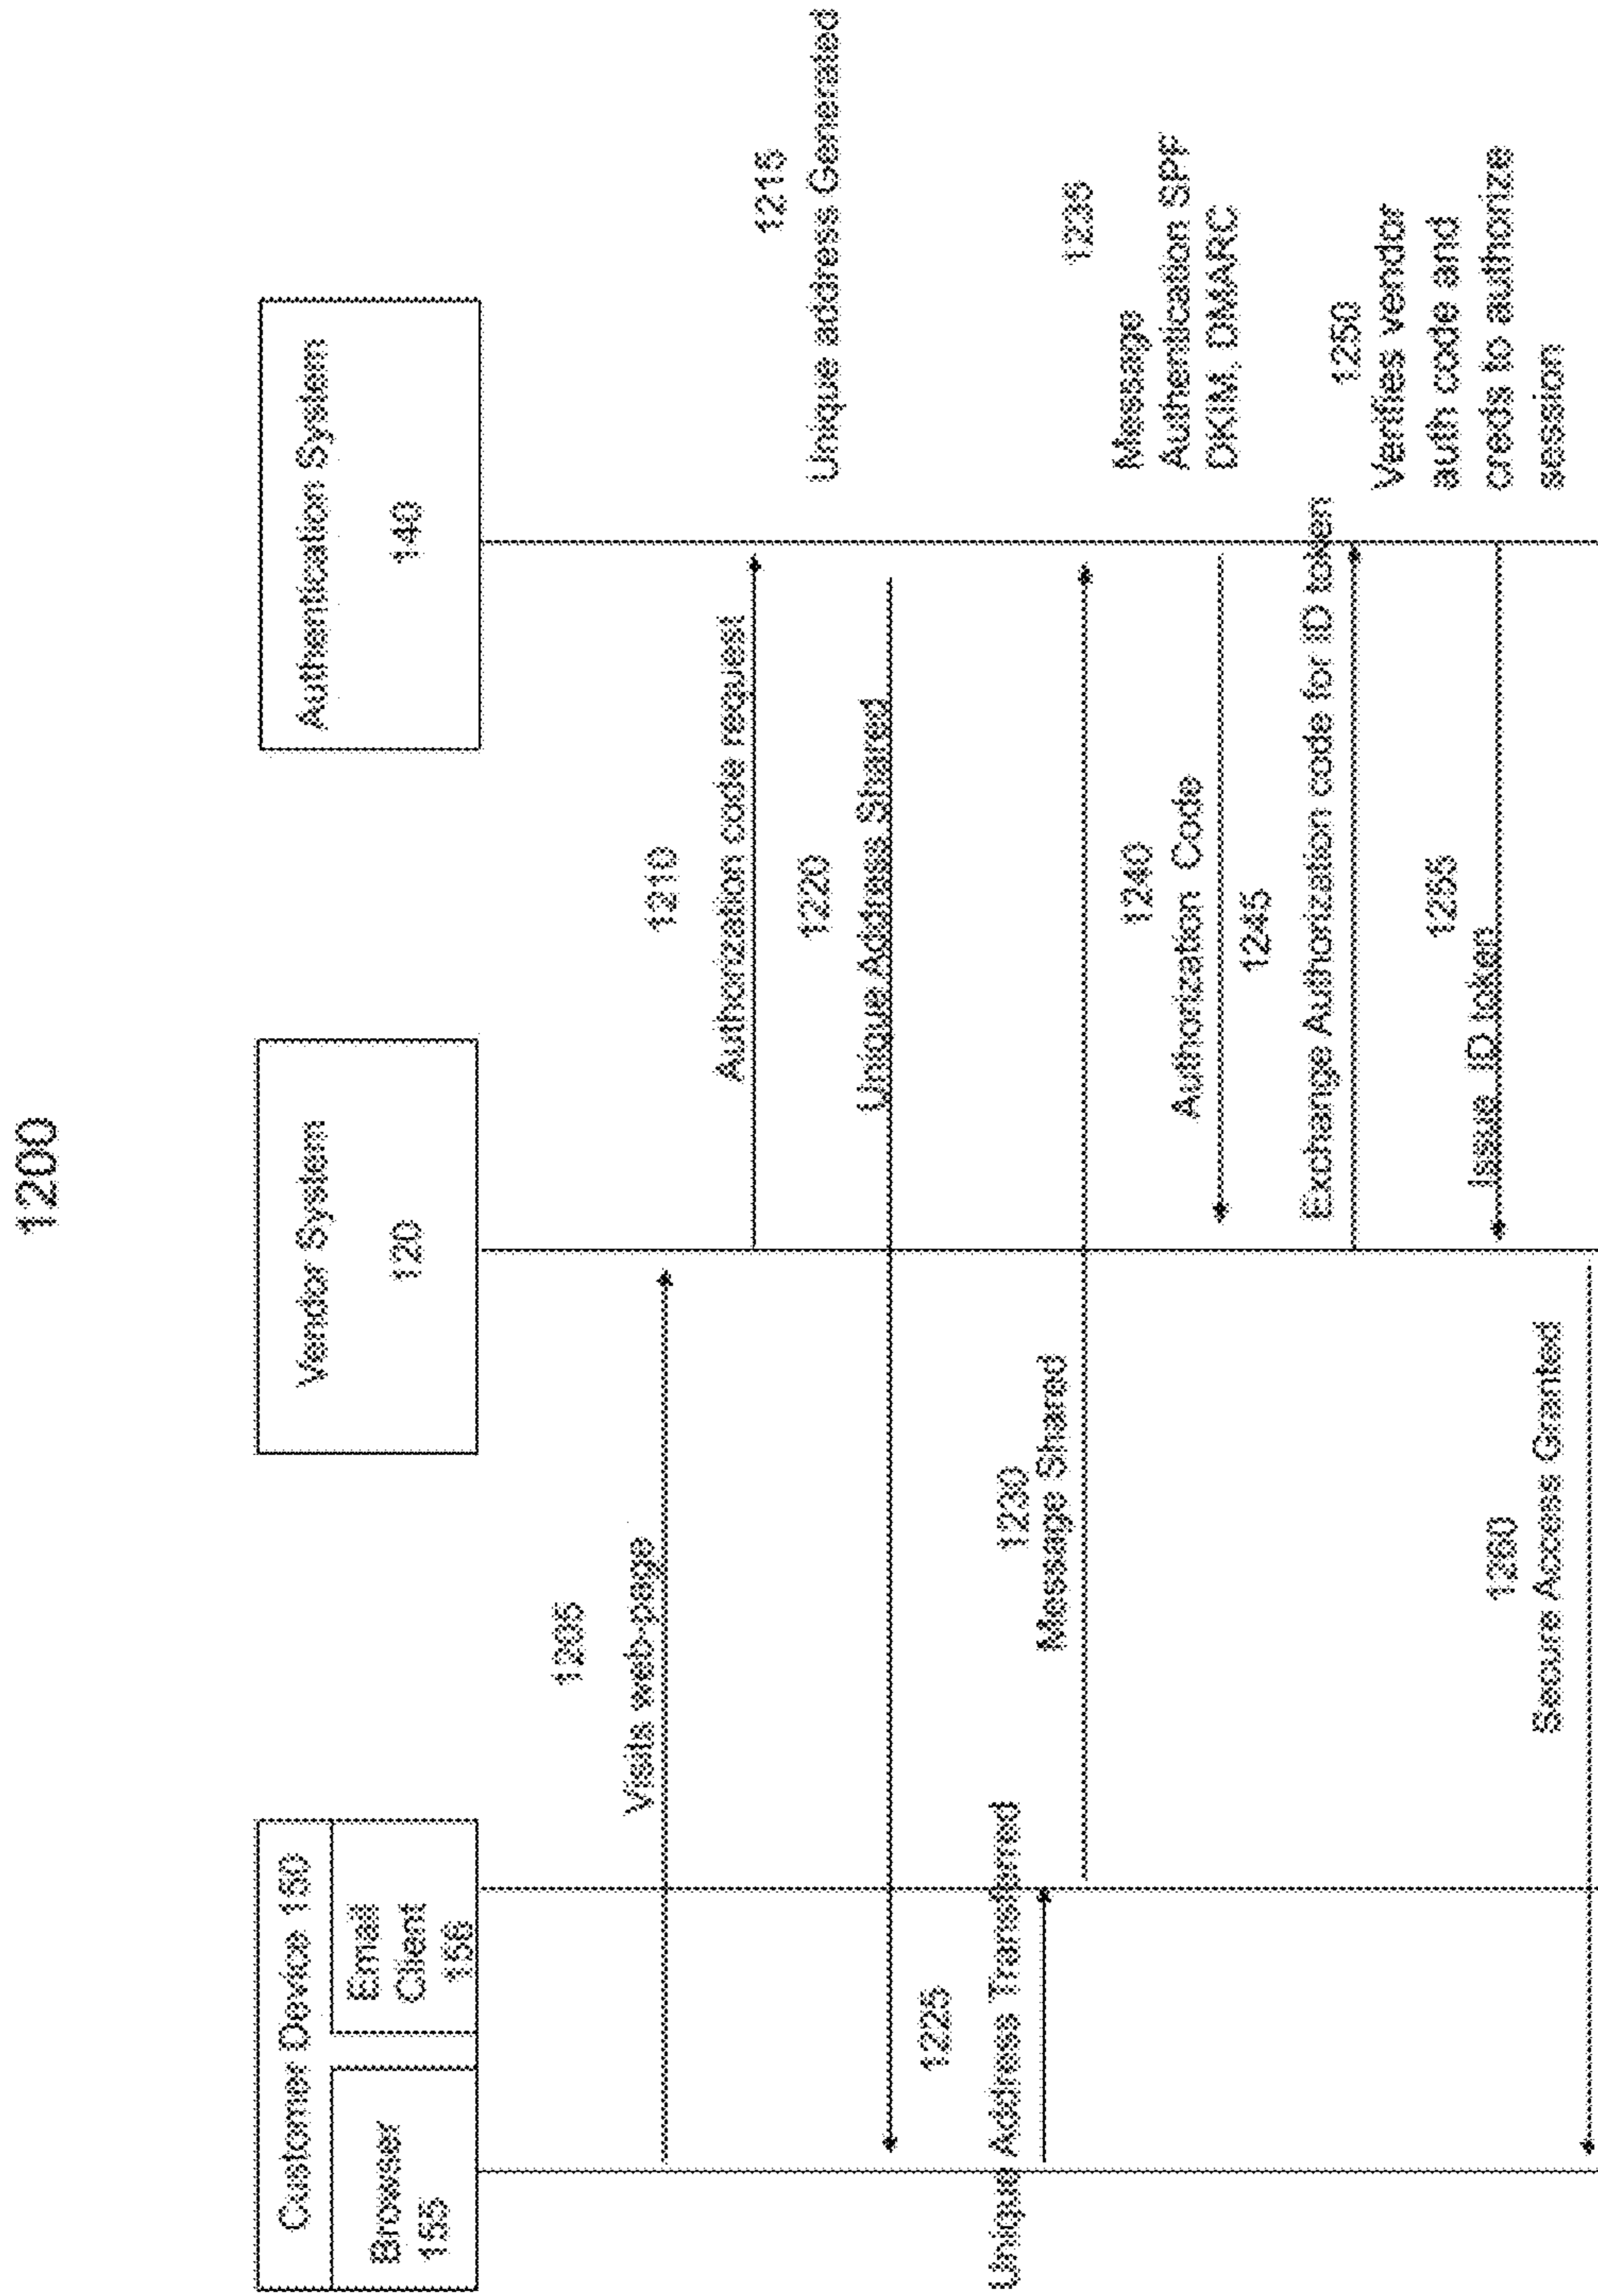 1200
Customer Device 150
Browser
155
Email
Client
156
Vendor System
120
Authentication System
140
1205
Visits web-page
1210
Authorization code request
1215
Unique address Generated
1220
Unique Address Shared
1225
Unique Address Transferred
1230
Message Shared
1235
Message
Authentication SPF
DKIM, DMARC
1240
Authorization Code
1245
Exchange Authorization code for ID token
1250
Verifies vendor
auth code and
creds to authorize
session
1255
Issue ID token
1260
Secure Access Granted